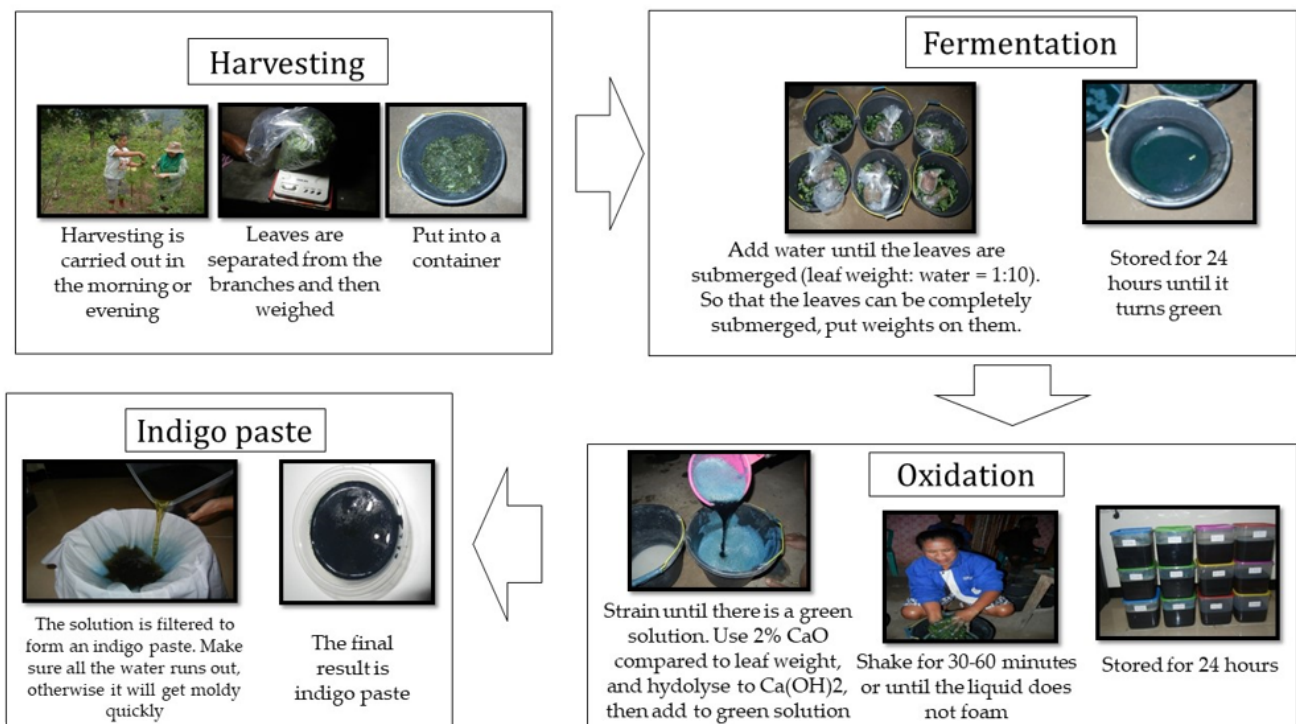 Harvesting
Harvesting is
carried out in
the morning or
evening
Leaves are
separated from the
branches and then
weighed
Put into a
container
Fermentation
Add water until the leaves are
submerged (leaf weight: water = 1:10).
So that the leaves can be completely
submerged, put weights on them.
Stored for 24
hours until it
turns green
Oxidation
Strain until there is a green
solution. Use 2% CaO
compared to leaf weight,
and hydolyse to Ca(OH)2,
then add to green solution
Shake for 30-60 minutes
or until the liquid does
not foam
Stored for 24 hours
Indigo paste
The solution is filtered to
form an indigo paste. Make
sure all the water runs out,
otherwise it will get moldy
quickly
The final
result is
indigo paste